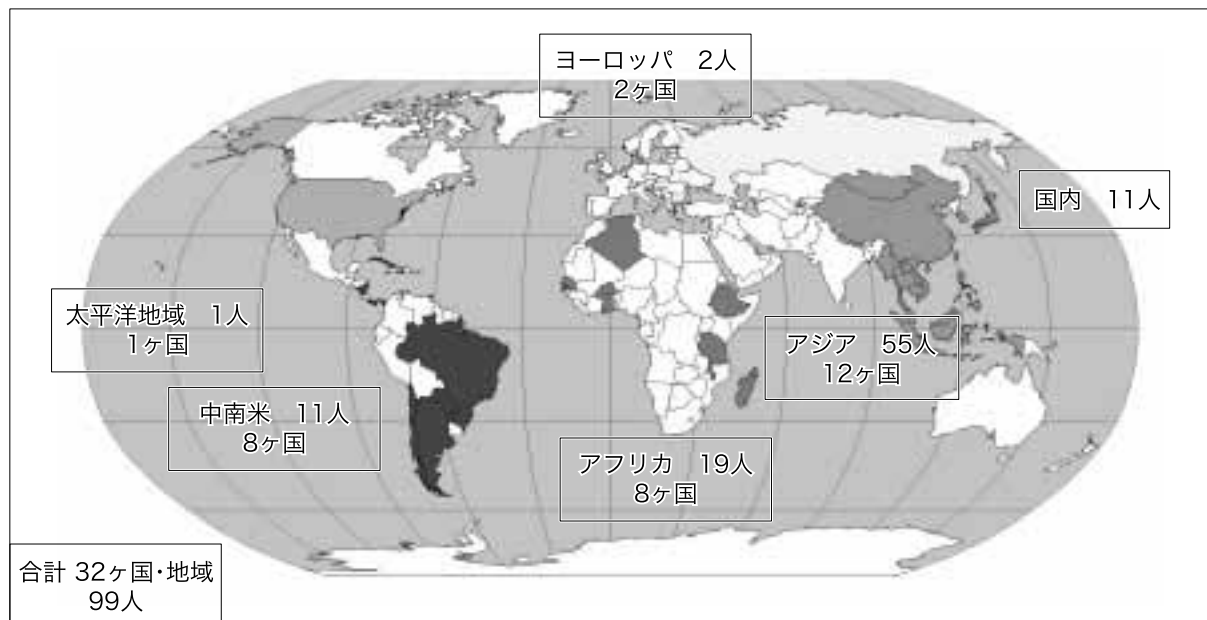 ヨーロッパ　2人
2ヶ国
国内　11人
太平洋地域　1人
1ヶ国
アジア　55人
12ヶ国
中南米　11人
8ヶ国
アフリカ　19人
8ヶ国
合計 32ヶ国・地域
99人